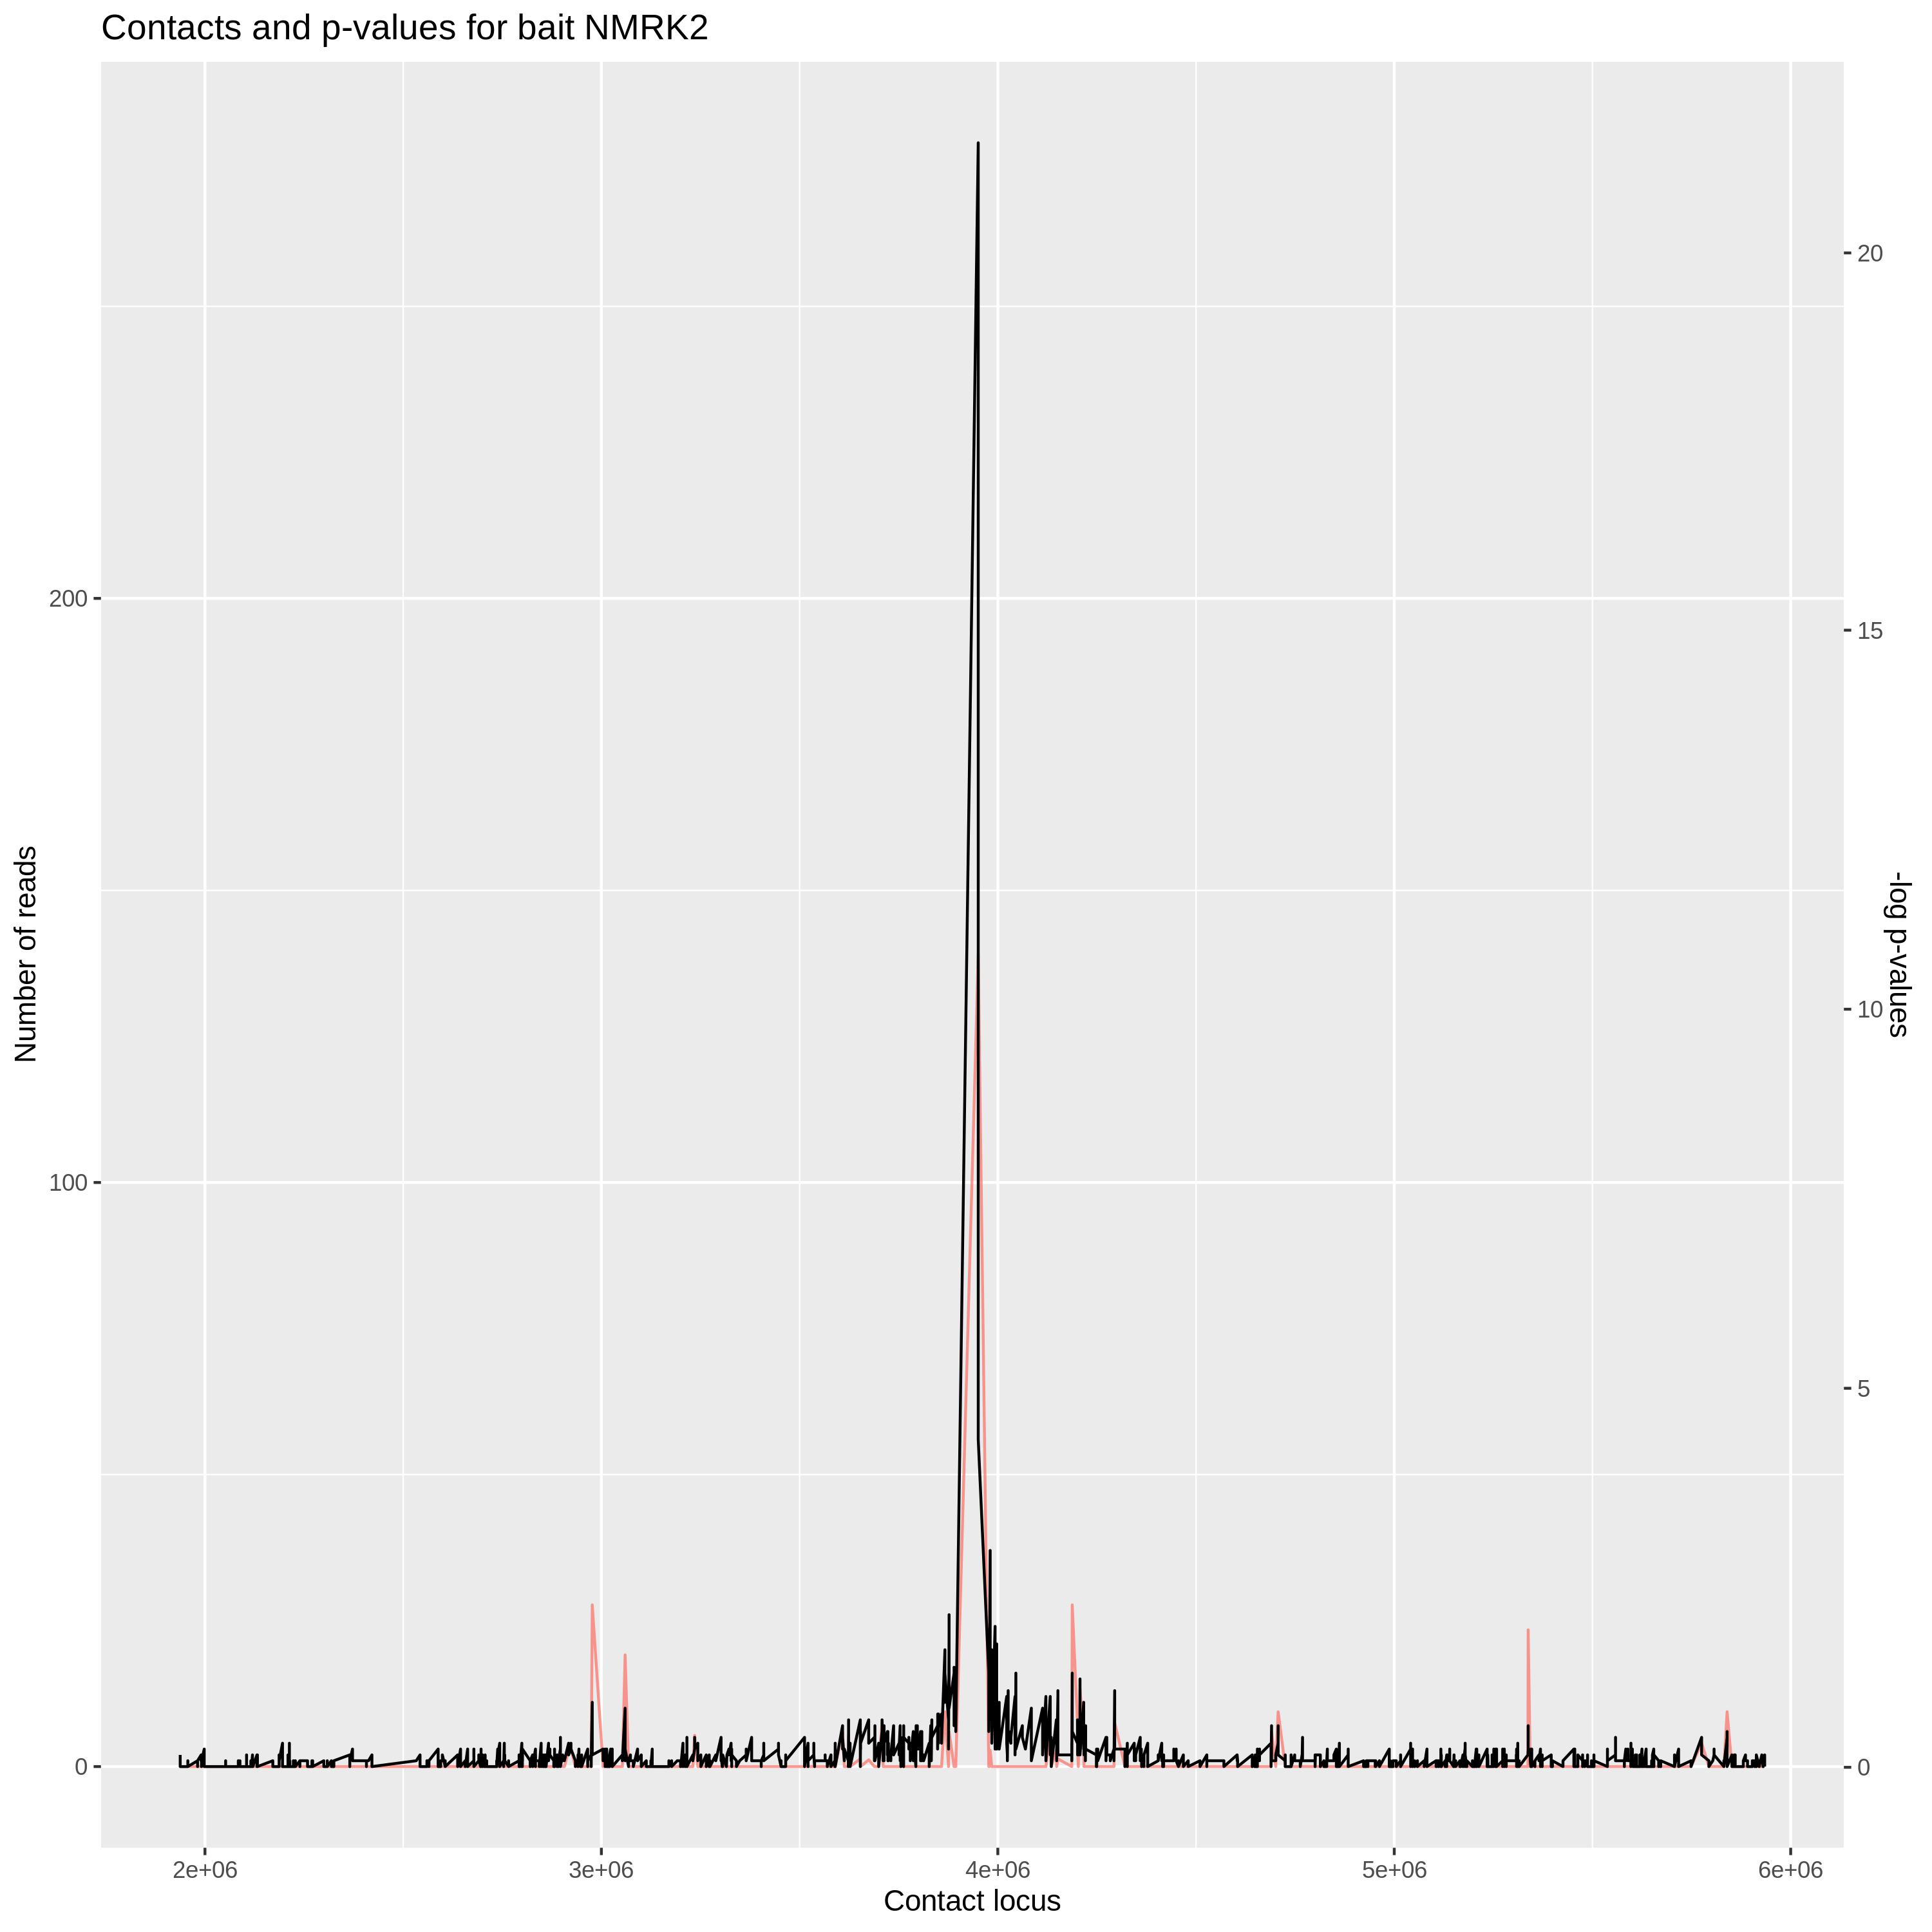 Contacts and p-values for bait NMRK2
Number of reads
200
100
0
20
15
10
5
0
-log p-values
2e+06
3e+06
4e+06
5e+06
6e+06
Contact locus